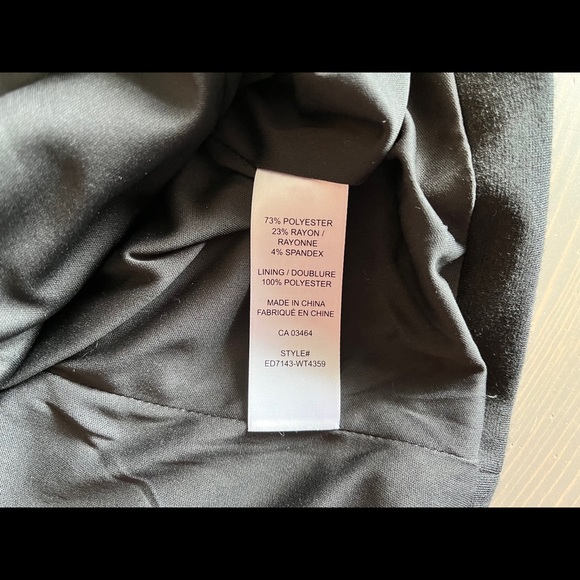 73% POLYESTER
23% RAYON /
RAYONNE
4% SPANDEX
LINING / DOUBLURE
100% POLYESTER
MADE IN CHINA
FABRIQUÉ EN CHINE
CA 03464
STYLE#
ED7143-WT4359